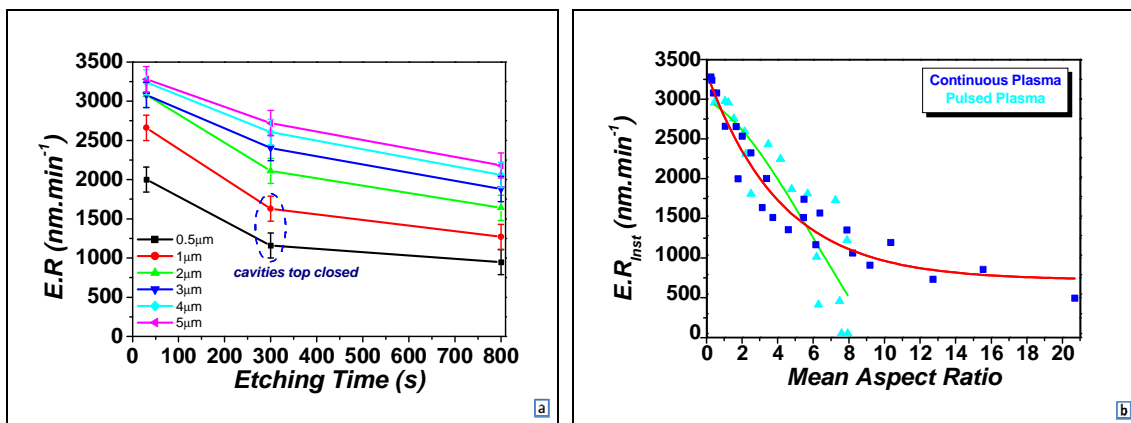 3500
3000
2500
2000
1500
1000
500
0
E.R (nm.min⁻¹)
0.5μm
1μm
2μm
3μm
4μm
5μm
cavities top closed
0 100 200 300 400 500 600 700 800
Etching Time (s)
a
3500
3000
2500
2000
1500
1000
500
0
E.R.Inst (nm.min⁻¹)
Continuous Plasma
Pulsed Plasma
0 2 4 6 8 10 12 14 16 18 20
Mean Aspect Ratio
b